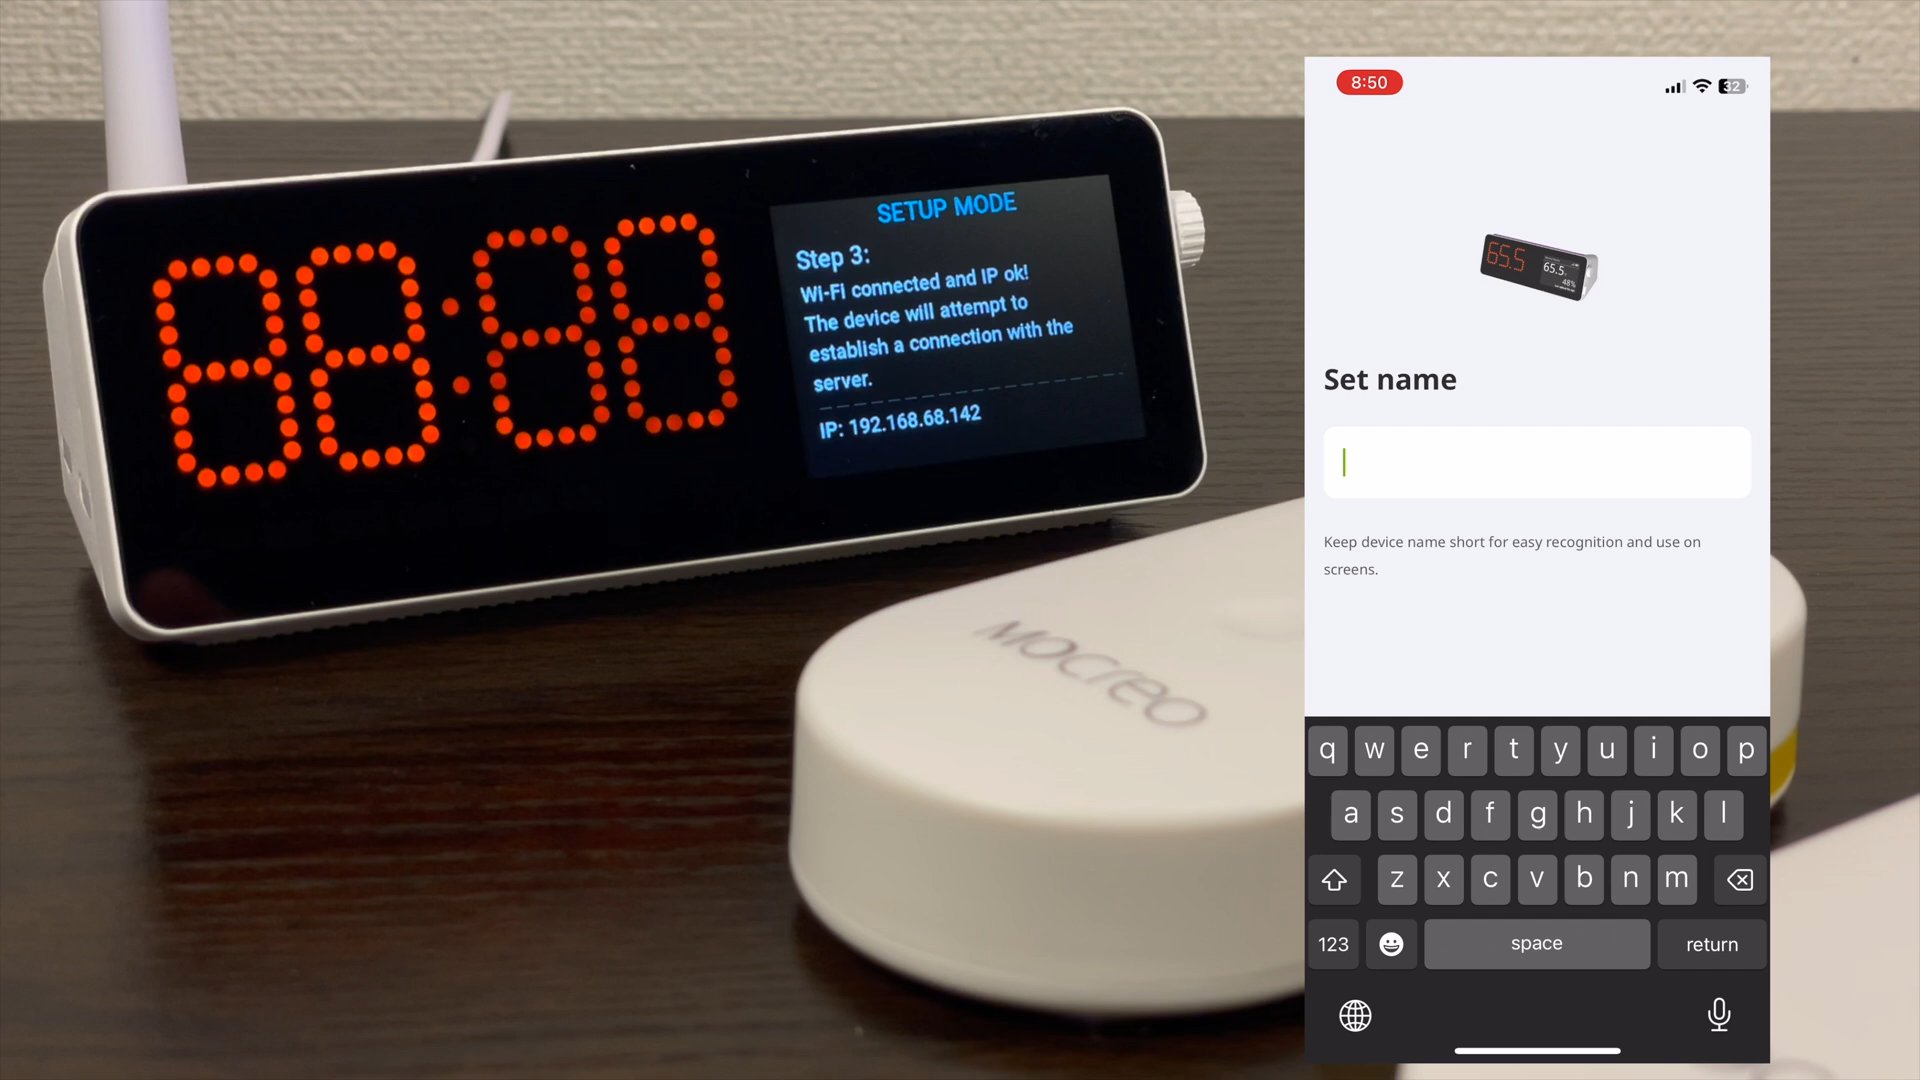 88:88
SETUP MODE
Step 3:
Wi-Fi connected and IP ok!
The device will attempt to
establish a connection with the
server.
IP: 192.168.68.142
MOCREO
8:50
32
65.5
65.5
48%
Set name
Keep device name short for easy recognition and use on
screens.
q w e r t y u i o p
a s d f g h j k l
z x c v b n m
123 space return